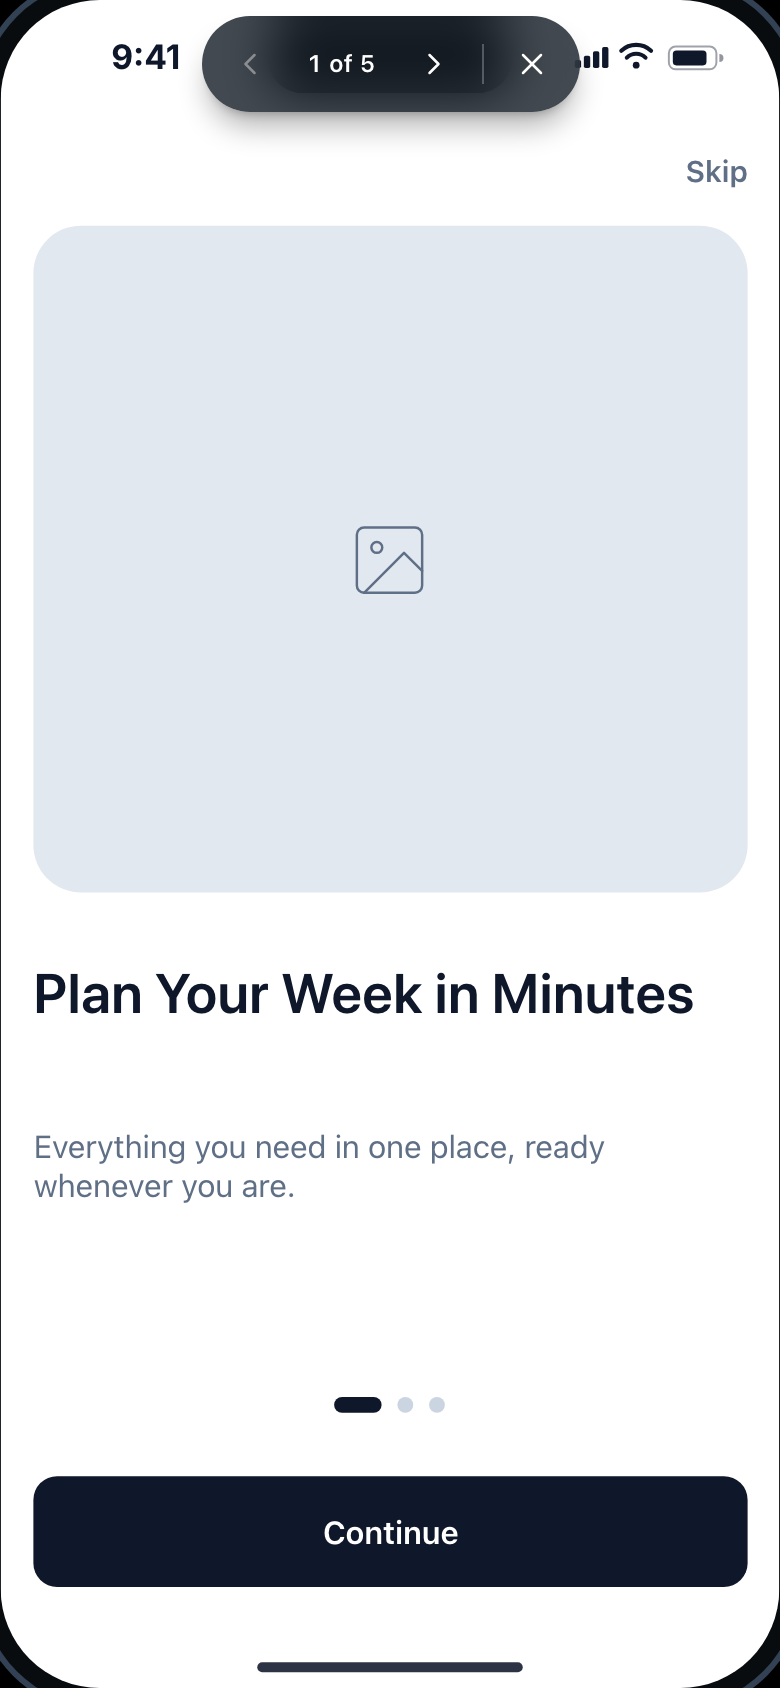 9:41
1 of 5
Skip
Plan Your Week in Minutes
Everything you need in one place, ready
whenever you are.
Continue